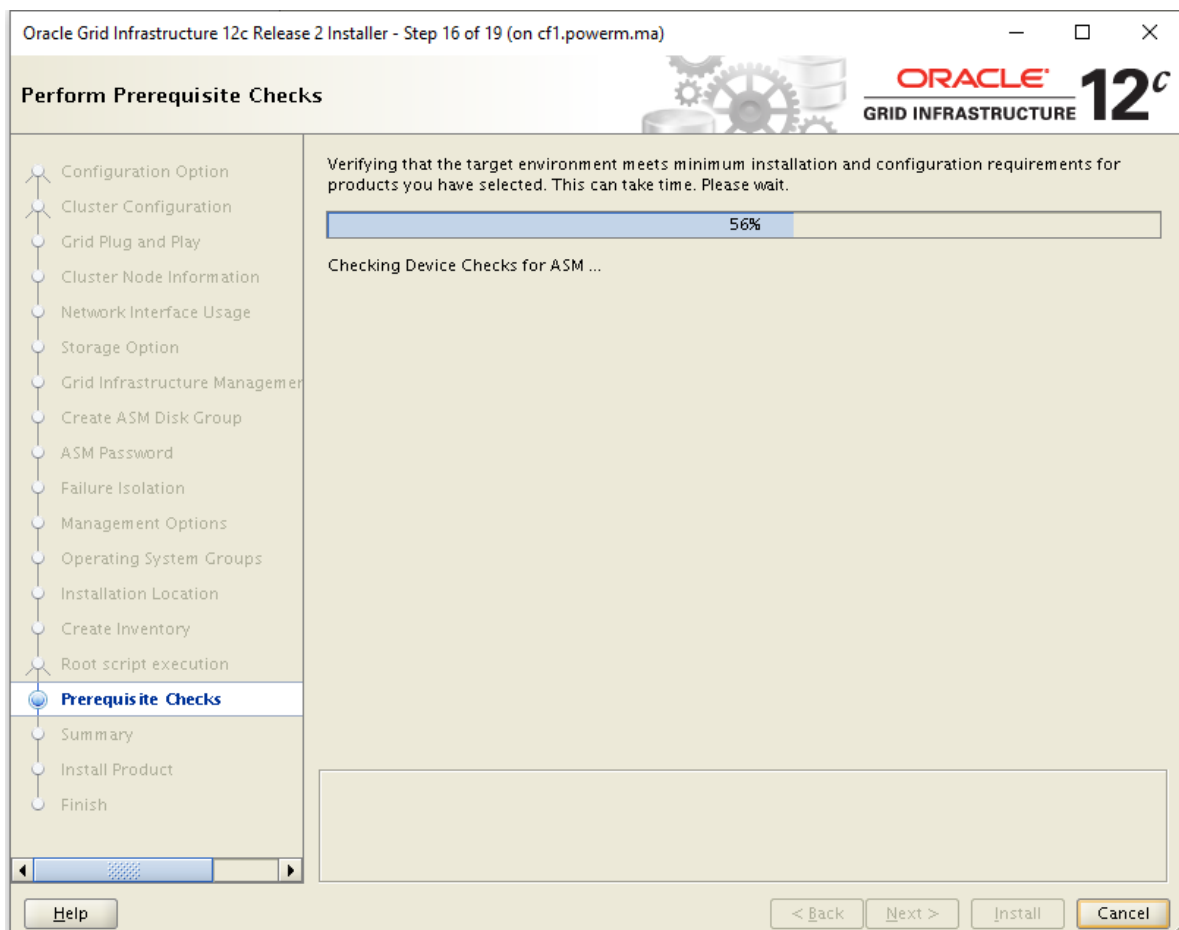 Oracle Grid Infrastructure 12c Release 2 Installer - Step 16 of 19 (on cf1.powerm.ma)
Perform Prerequisite Checks
ORACLE
GRID INFRASTRUCTURE
12c
Configuration Option
Cluster Configuration
Grid Plug and Play
Cluster Node Information
Network Interface Usage
Storage Option
Grid Infrastructure Managemer
Create ASM Disk Group
ASM Password
Failure Isolation
Management Options
Operating System Groups
Installation Location
Create Inventory
Root script execution
Prerequisite Checks
Summary
Install Product
Finish
Verifying that the target environment meets minimum installation and configuration requirements for
products you have selected. This can take time. Please wait.
56%
Checking Device Checks for ASM ...
Help
< Back
Next >
Install
Cancel